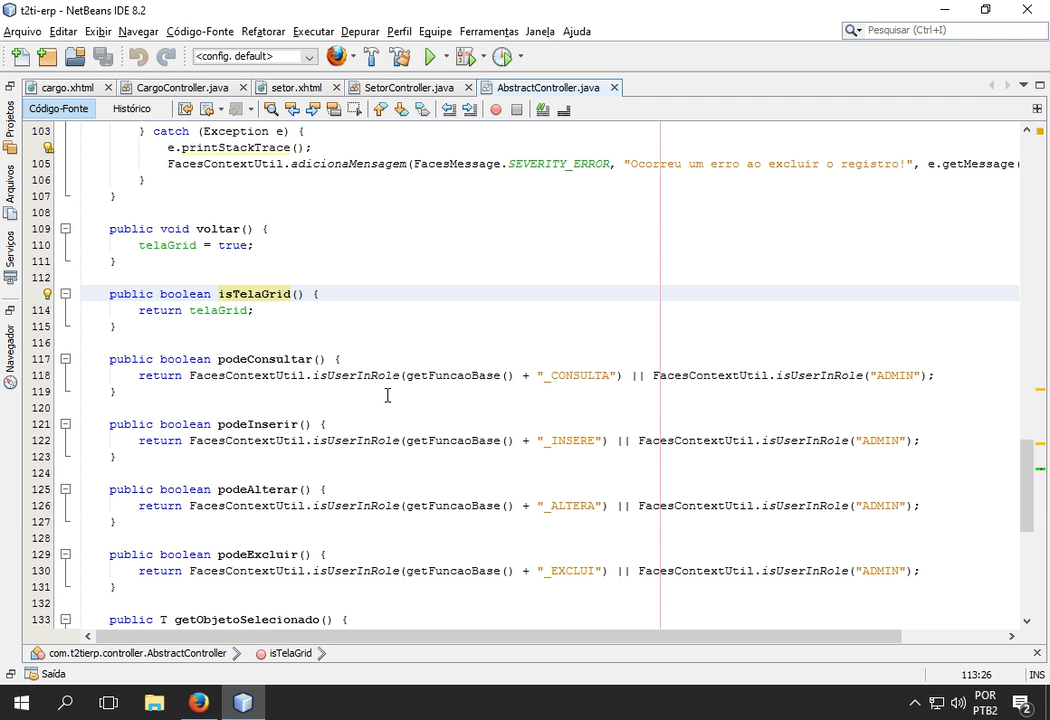 t2ti-erp - NetBeans IDE 8.2
Arquivo Editar Exibir Navegar Código-Fonte Refatorar Executar Depurar Perfil Equipe Ferramentas Janela Ajuda
Pesquisar (Ctrl+I)
<config. default>
cargo.xhtml CargoController.java setor.xhtml SetorController.java AbstractController.java
Código-Fonte Histórico
Projetos
Arquivos
Serviços
Navegador
103 } catch (Exception e) {
e.printStackTrace();
105 FacesContextUtil.adicionaMensagem(FacesMessage.SEVERITY_ERROR, "Ocorreu um erro ao excluir o registro!", e.getMessage(
106 }
107 }
108
109 public void voltar() {
110 telaGrid = true;
111 }
112
public boolean isTelaGrid() {
114 return telaGrid;
115 }
116
117 public boolean podeConsultar() {
118 return FacesContextUtil.isUserInRole(getFuncaoBase() + "_CONSULTA") || FacesContextUtil.isUserInRole("ADMIN");
119 }
120
121 public boolean podeInserir() {
122 return FacesContextUtil.isUserInRole(getFuncaoBase() + "_INSERE") || FacesContextUtil.isUserInRole("ADMIN");
123 }
124
125 public boolean podeAlterar() {
126 return FacesContextUtil.isUserInRole(getFuncaoBase() + "_ALTERA") || FacesContextUtil.isUserInRole("ADMIN");
127 }
128
129 public boolean podeExcluir() {
130 return FacesContextUtil.isUserInRole(getFuncaoBase() + "_EXCLUI") || FacesContextUtil.isUserInRole("ADMIN");
131 }
132
133 public T getObjetoSelecionado() {
com.t2tierp.controller.AbstractController isTelaGrid
Saída
113:26 INS
POR
PTB2
2